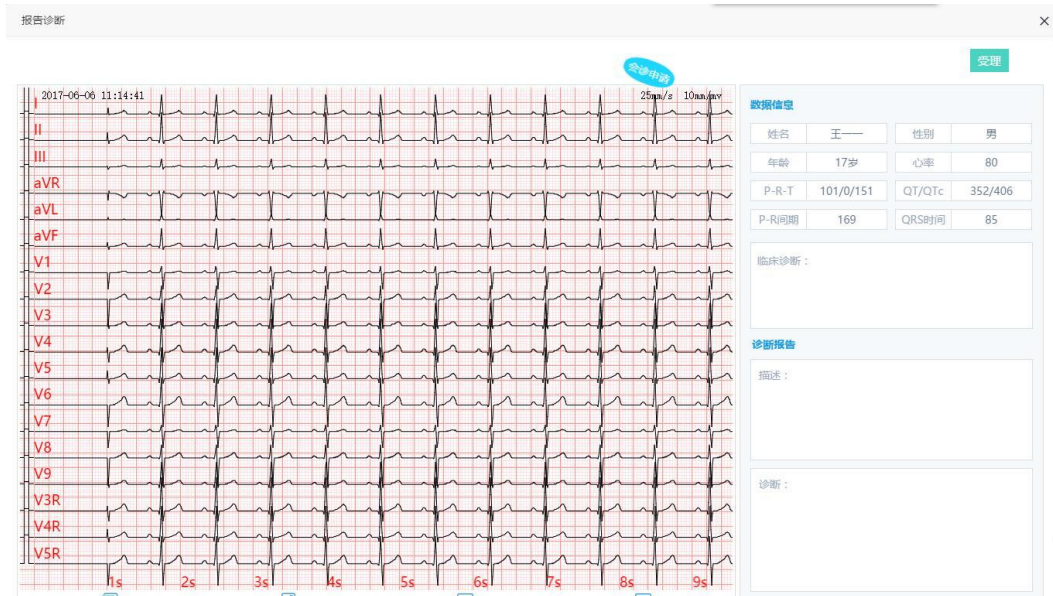 报告诊断
×
受理
会诊申请
2017-06-06 11:14:41
25mm/s 10mm/mv
I
II
III
aVR
aVL
aVF
V1
V2
V3
V4
V5
V6
V7
V8
V9
V3R
V4R
V5R
1s 2s 3s 4s 5s 6s 7s 8s 9s
数据信息
姓名 王一一 性别 男
年龄 17岁 心率 80
P-R-T 101/0/151 QT/QTc 352/406
P-R间期 169 QRS时间 85
临床诊断：
诊断报告
描述：
诊断：